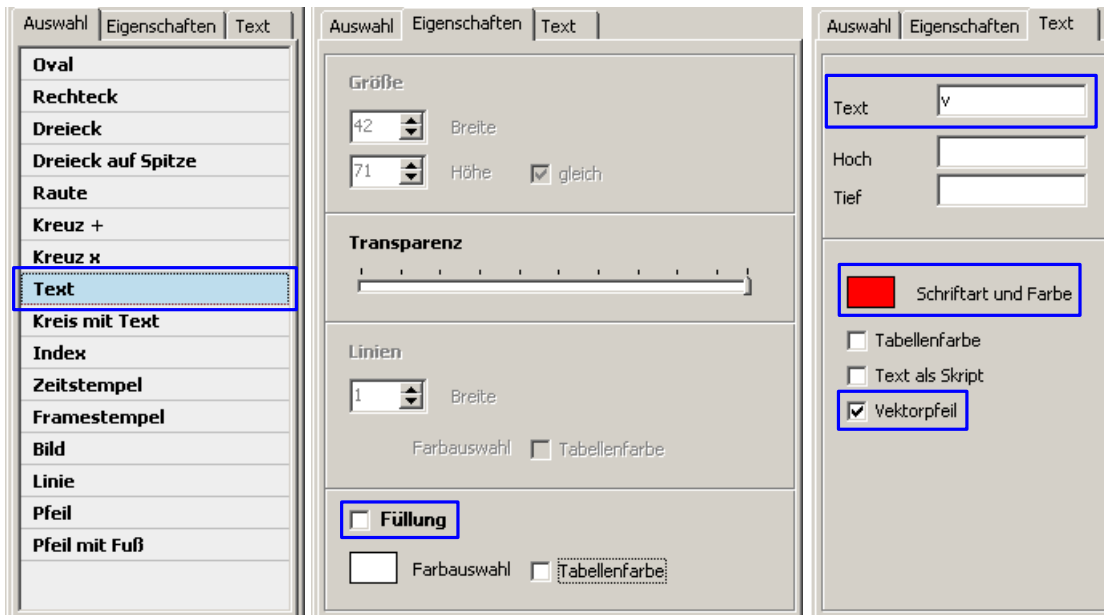 Auswahl Eigenschaften Text
Oval
Rechteck
Dreieck
Dreieck auf Spitze
Raute
Kreuz +
Kreuz x
Text
Kreis mit Text
Index
Zeitstempel
Framestempel
Bild
Linie
Pfeil
Pfeil mit Fuß
Auswahl Eigenschaften Text
Größe
42 Breite
71 Höhe gleich
Transparenz
Linien
1 Breite
Farbauswahl Tabellenfarbe
Füllung
Farbauswahl Tabellenfarbe
Auswahl Eigenschaften Text
Text v
Hoch
Tief
Schriftart und Farbe
Tabellenfarbe
Text als Skript
Vektorpfeil